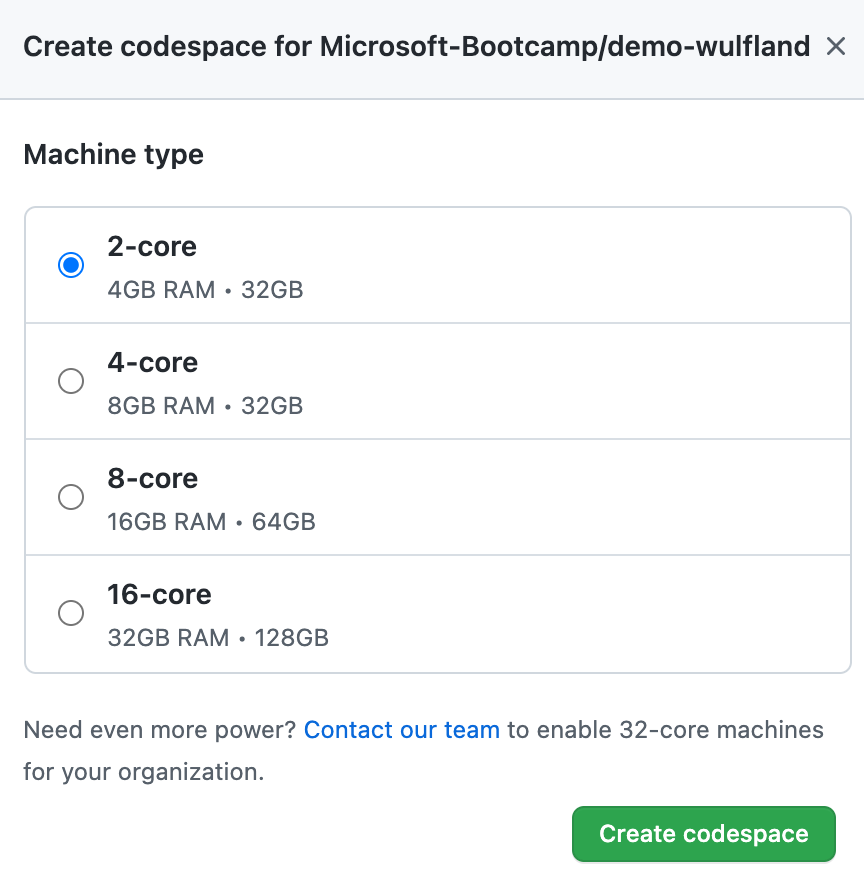 Create codespace for Microsoft-Bootcamp/demo-wulfland
Machine type
2-core
4GB RAM • 32GB
4-core
8GB RAM • 32GB
8-core
16GB RAM • 64GB
16-core
32GB RAM • 128GB
Need even more power? Contact our team to enable 32-core machines
for your organization.
Create codespace